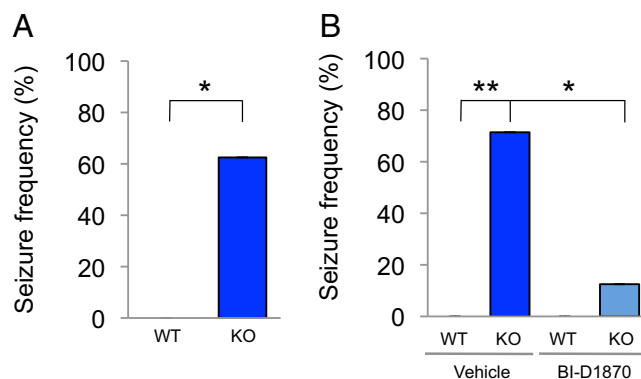 A
Seizure frequency (%)
100
80
60
40
20
0
*
WT KO
B
Seizure frequency (%)
100
80
60
40
20
0
** *
WT KO WT KO
Vehicle BI-D1870